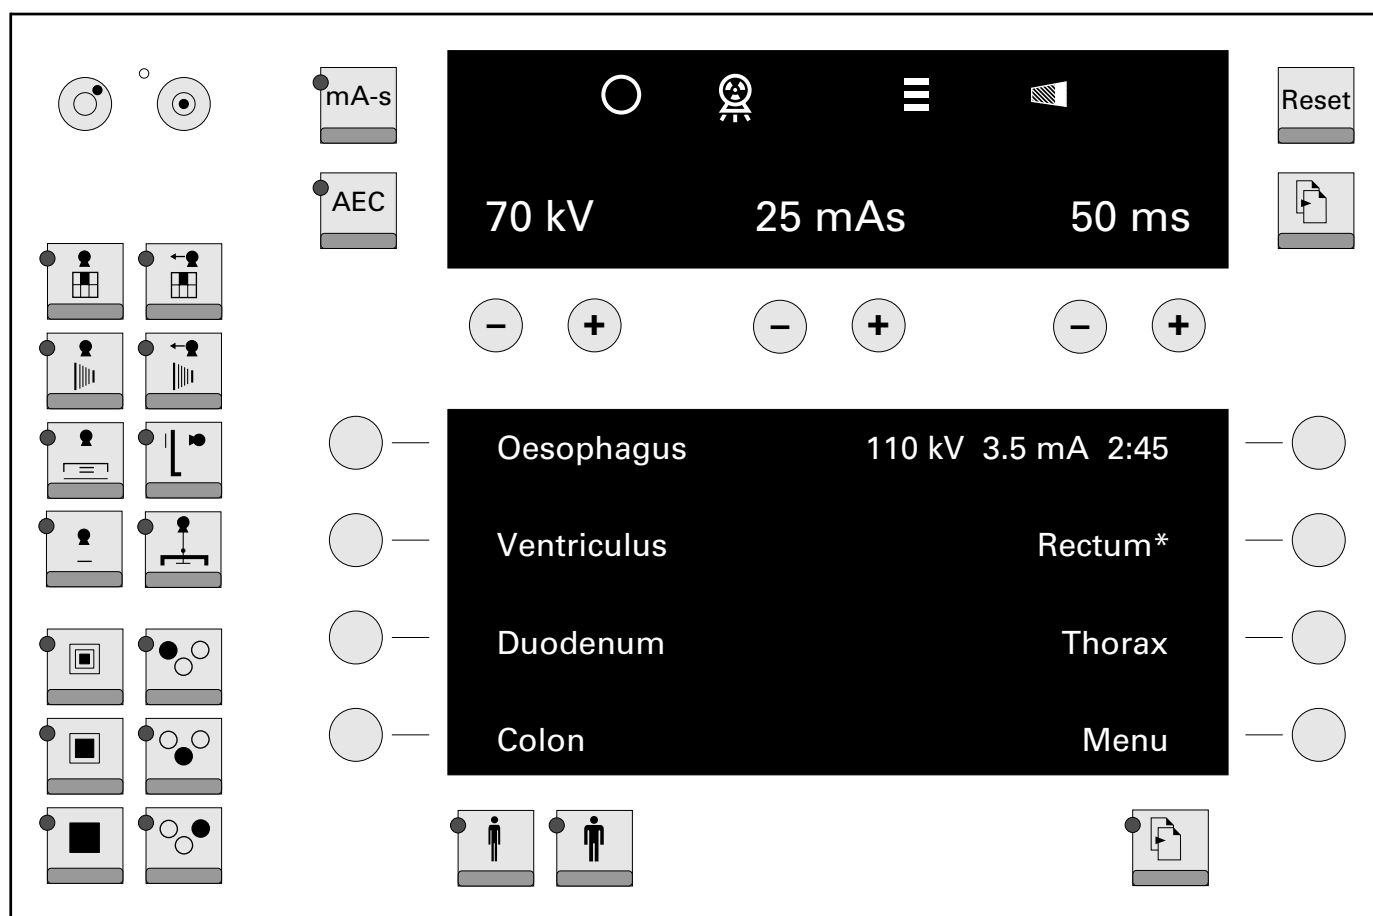 mA-s
Reset
AEC
70 kV 25 mAs 50 ms
− + − + − +
Oesophagus 110 kV 3.5 mA 2:45
Ventriculus Rectum*
Duodenum Thorax
Colon Menu